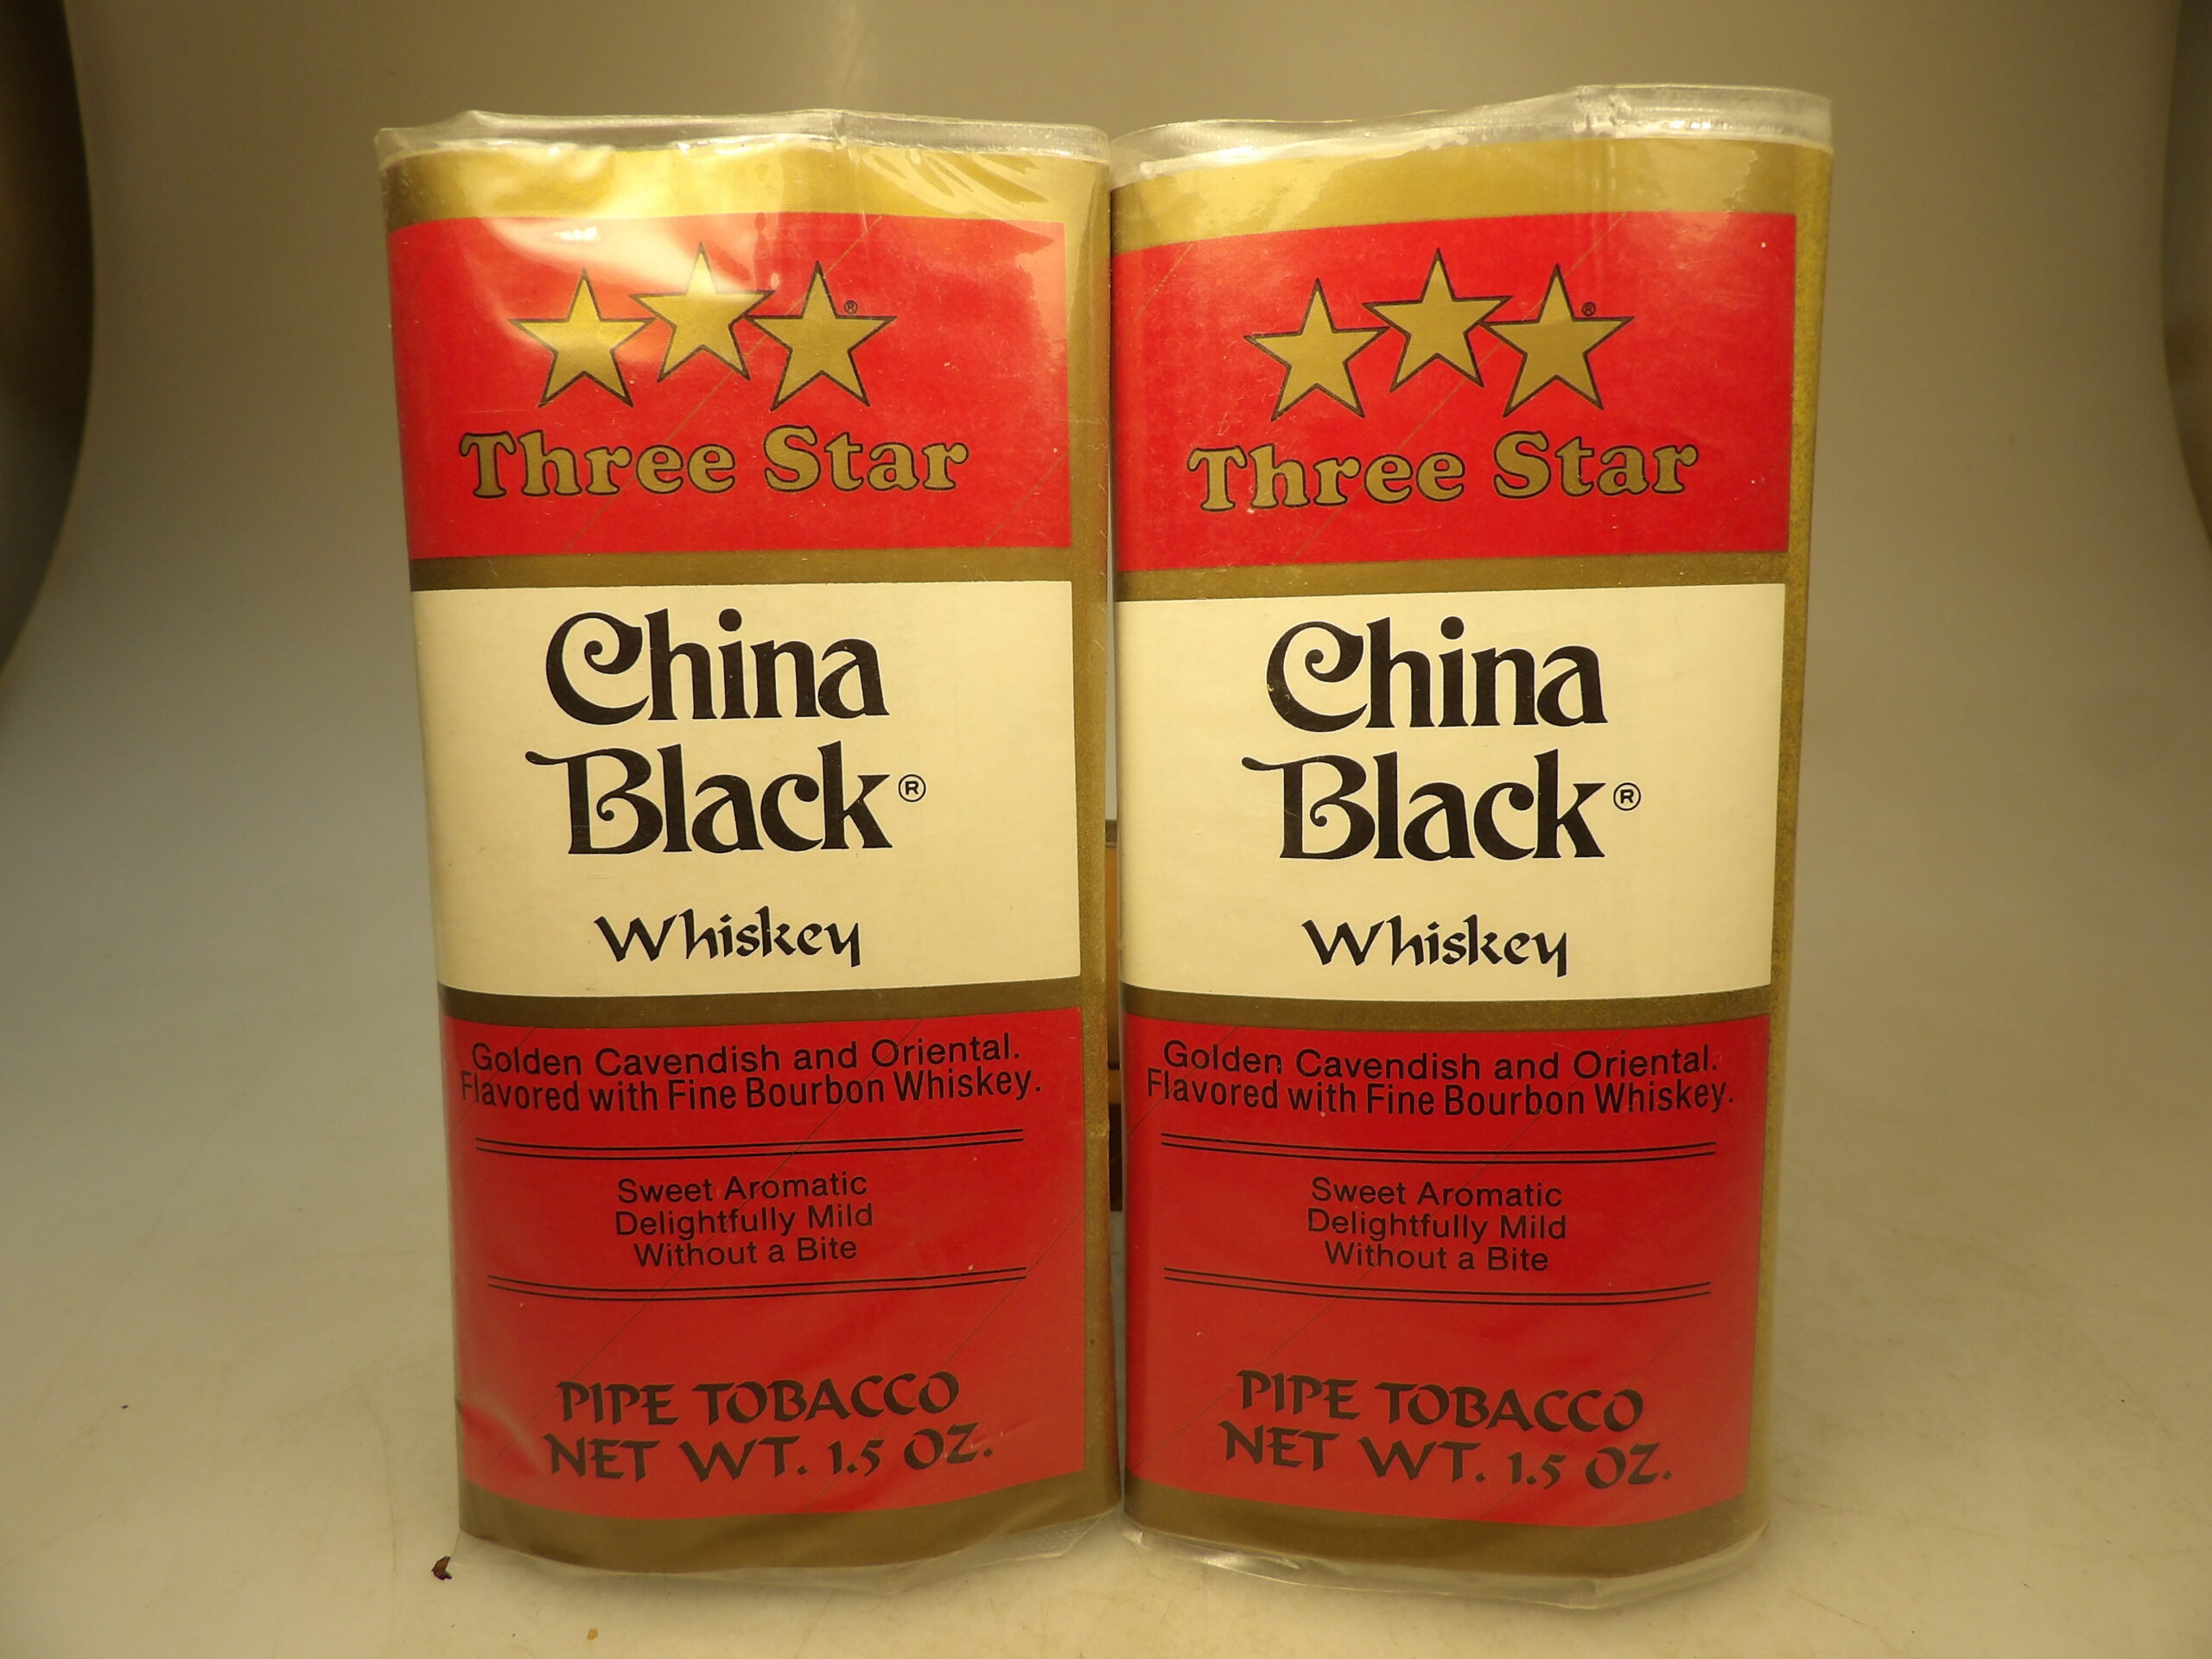 ®
Three Star
China
Black®
Whiskey
Golden Cavendish and Oriental.
Flavored with Fine Bourbon Whiskey.
Sweet Aromatic
Delightfully Mild
Without a Bite
PIPE TOBACCO
NET WT. 1.5 OZ.
®
Three Star
China
Black®
Whiskey
Golden Cavendish and Oriental.
Flavored with Fine Bourbon Whiskey.
Sweet Aromatic
Delightfully Mild
Without a Bite
PIPE TOBACCO
NET WT. 1.5 OZ.